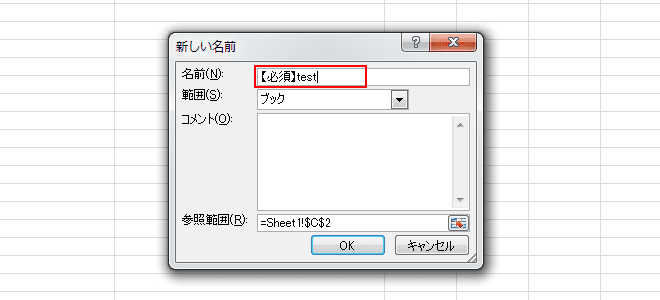 新しい名前
名前(N): 【必須】test
範囲(S): ブック
コメント(O):
参照範囲(R): =Sheet1!$C$2
OK キャンセル